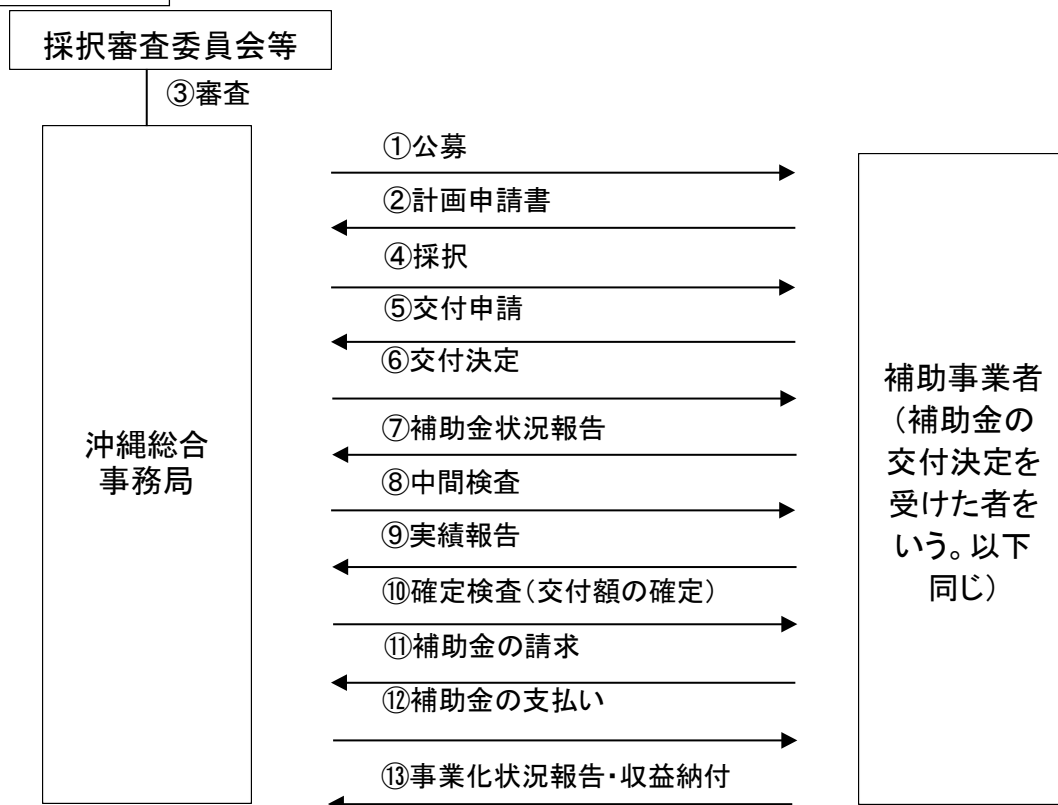 採択審査委員会等
③審査
①公募
②計画申請書
④採択
⑤交付申請
⑥交付決定
⑦補助金状況報告
⑧中間検査
⑨実績報告
⑩確定検査(交付額の確定)
⑪補助金の請求
⑫補助金の支払い
⑬事業化状況報告・収益納付
沖縄総合
事務局
補助事業者
(補助金の
交付決定を
受けた者を
いう。以下
同じ)